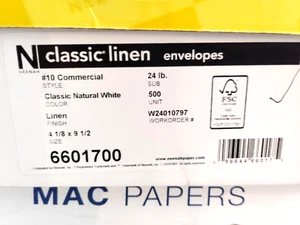 N classic® linen envelopes
NEENAH
#10 Commercial 24 lb.
STYLE SUB
Classic Natural White 500
COLOR UNIT
Linen W24010797
FINISH WORKORDER #
4 1/8 x 9 1/2
SIZE
6601700
FSC
www.neenahpaper.com
MAC PAPERS